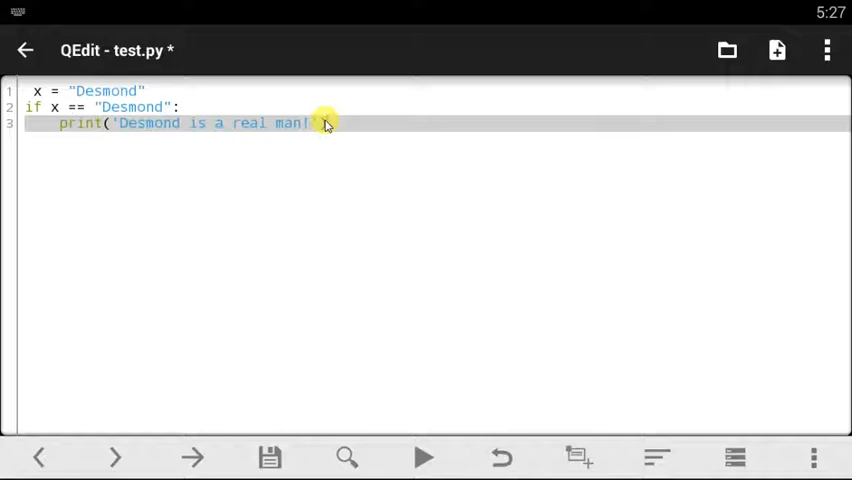 5:27
QEdit - test.py *
1 x = "Desmond"
2 if x == "Desmond":
3 print('Desmond is a real man!')